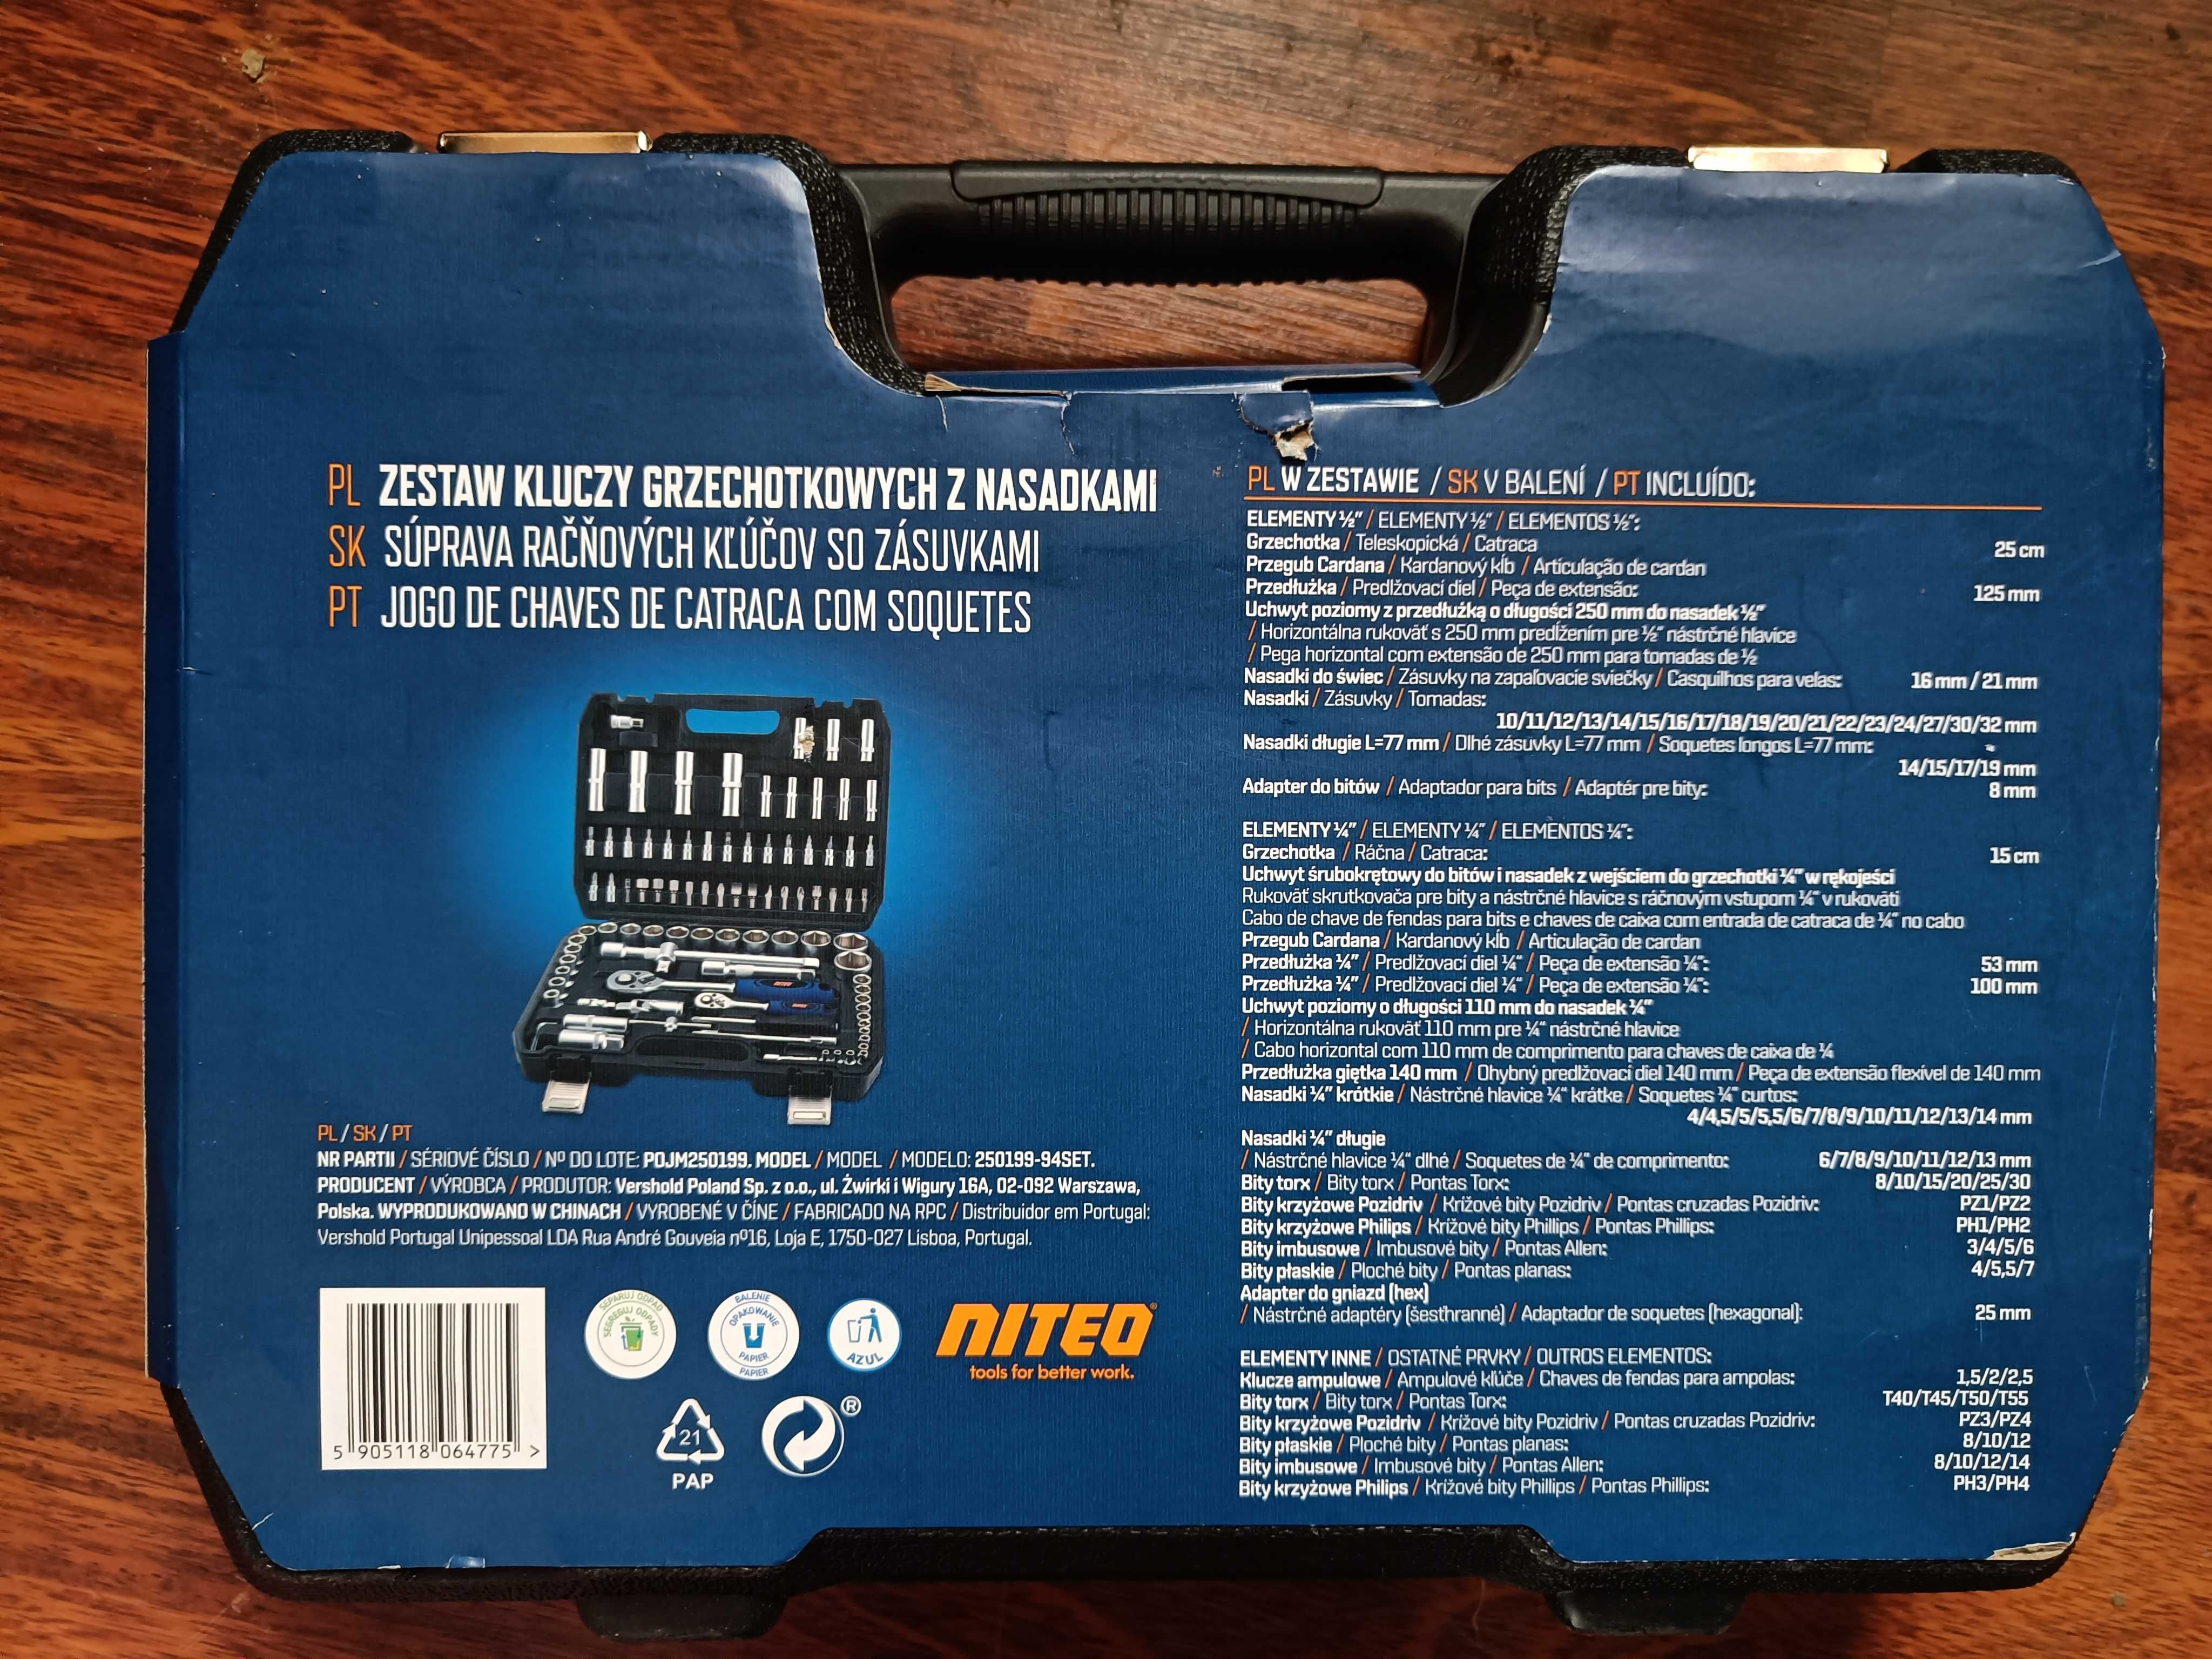 PL ZESTAW KLUCZY GRZECHOTKOWYCH Z NASADKAMI
SK SÚPRAVA RAČŇOVÝCH KĽÚČOV SO ZÁSUVKAMI
PT JOGO DE CHAVES DE CATRACA COM SOQUETES
NITEO
PL / SK / PT
NR PARTII / SÉRIOVÉ ČÍSLO / Nº DO LOTE: POJM250199. MODEL / MODEL / MODELO: 250199-94SET.
PRODUCENT / VÝROBCA / PRODUTOR: Vershold Poland Sp. z o.o., ul. Żwirki i Wigury 16A, 02-092 Warszawa,
Polska. WYPRODUKOWANO W CHINACH / VYROBENÉ V ČÍNE / FABRICADO NA RPC / Distribuidor em Portugal:
Vershold Portugal Unipessoal LDA Rua André Gouveia nº16, Loja E, 1750-027 Lisboa, Portugal.
5 905118 064775 >
SEPARUJ ODPAD
SEGREGUJ ODPADY
BALENIE
OPAKOWANIE
PAPIER
PAPIER
AZUL
NITEO®
tools for better work.
21
PAP
®
PL W ZESTAWIE / SK V BALENÍ / PT INCLUÍDO:
ELEMENTY ½” / ELEMENTY ½” / ELEMENTOS ½”:
Grzechotka / Teleskopická / Catraca 25 cm
Przegub Cardana / Kardanový kĺb / Articulação de cardan
Przedłużka / Predlžovací diel / Peça de extensão: 125 mm
Uchwyt poziomy z przedłużką o długości 250 mm do nasadek ½”
/ Horizontálna rukoväť s 250 mm predĺžením pre ½“ nástrčné hlavice
/ Pega horizontal com extensão de 250 mm para tomadas de ½
Nasadki do świec / Zásuvky na zapaľovacie sviečky / Casquilhos para velas: 16 mm / 21 mm
Nasadki / Zásuvky / Tomadas:
10/11/12/13/14/15/16/17/18/19/20/21/22/23/24/27/30/32 mm
Nasadki długie L=77 mm / Dlhé zásuvky L=77 mm / Soquetes longos L=77 mm:
14/15/17/19 mm
Adapter do bitów / Adaptador para bits / Adaptér pre bity: 8 mm
ELEMENTY ¼” / ELEMENTY ¼” / ELEMENTOS ¼”:
Grzechotka / Ráčna / Catraca: 15 cm
Uchwyt śrubokrętowy do bitów i nasadek z wejściem do grzechotki ¼” w rękojeści
Rukoväť skrutkovača pre bity a nástrčné hlavice s ráčnovým vstupom ¼“ v rukoväti
Cabo de chave de fendas para bits e chaves de caixa com entrada de catraca de ¼“ no cabo
Przegub Cardana / Kardanový kĺb / Articulação de cardan
Przedłużka ¼” / Predlžovací diel ¼“ / Peça de extensão ¼“: 53 mm
Przedłużka ¼” / Predlžovací diel ¼“ / Peça de extensão ¼“: 100 mm
Uchwyt poziomy o długości 110 mm do nasadek ¼”
/ Horizontálna rukoväť 110 mm pre ¼“ nástrčné hlavice
/ Cabo horizontal com 110 mm de comprimento para chaves de caixa de ¼
Przedłużka giętka 140 mm / Ohybný predlžovací diel 140 mm / Peça de extensão flexível de 140 mm
Nasadki ¼” krótkie / Nástrčné hlavice ¼“ krátke / Soquetes ¼“ curtos:
4/4,5/5/5,5/6/7/8/9/10/11/12/13/14 mm
Nasadki ¼” długie
/ Nástrčné hlavice ¼“ dlhé / Soquetes de ¼“ de comprimento: 6/7/8/9/10/11/12/13 mm
Bity torx / Bity torx / Pontas Torx: 8/10/15/20/25/30
Bity krzyżowe Pozidriv / Krížové bity Pozidriv / Pontas cruzadas Pozidriv: PZ1/PZ2
Bity krzyżowe Philips / Krížové bity Phillips / Pontas Phillips: PH1/PH2
Bity imbusowe / Imbusové bity / Pontas Allen: 3/4/5/6
Bity płaskie / Ploché bity / Pontas planas: 4/5,5/7
Adapter do gniazd (hex)
/ Nástrčné adaptéry (šesťhranné) / Adaptador de soquetes (hexagonal): 25 mm
ELEMENTY INNE / OSTATNÉ PRVKY / OUTROS ELEMENTOS:
Klucze ampulowe / Ampulové kľúče / Chaves de fendas para ampolas: 1,5/2/2,5
Bity torx / Bity torx / Pontas Torx: T40/T45/T50/T55
Bity krzyżowe Pozidriv / Krížové bity Pozidriv / Pontas cruzadas Pozidriv: PZ3/PZ4
Bity płaskie / Ploché bity / Pontas planas: 8/10/12
Bity imbusowe / Imbusové bity / Pontas Allen: 8/10/12/14
Bity krzyżowe Philips / Krížové bity Phillips / Pontas Phillips: PH3/PH4